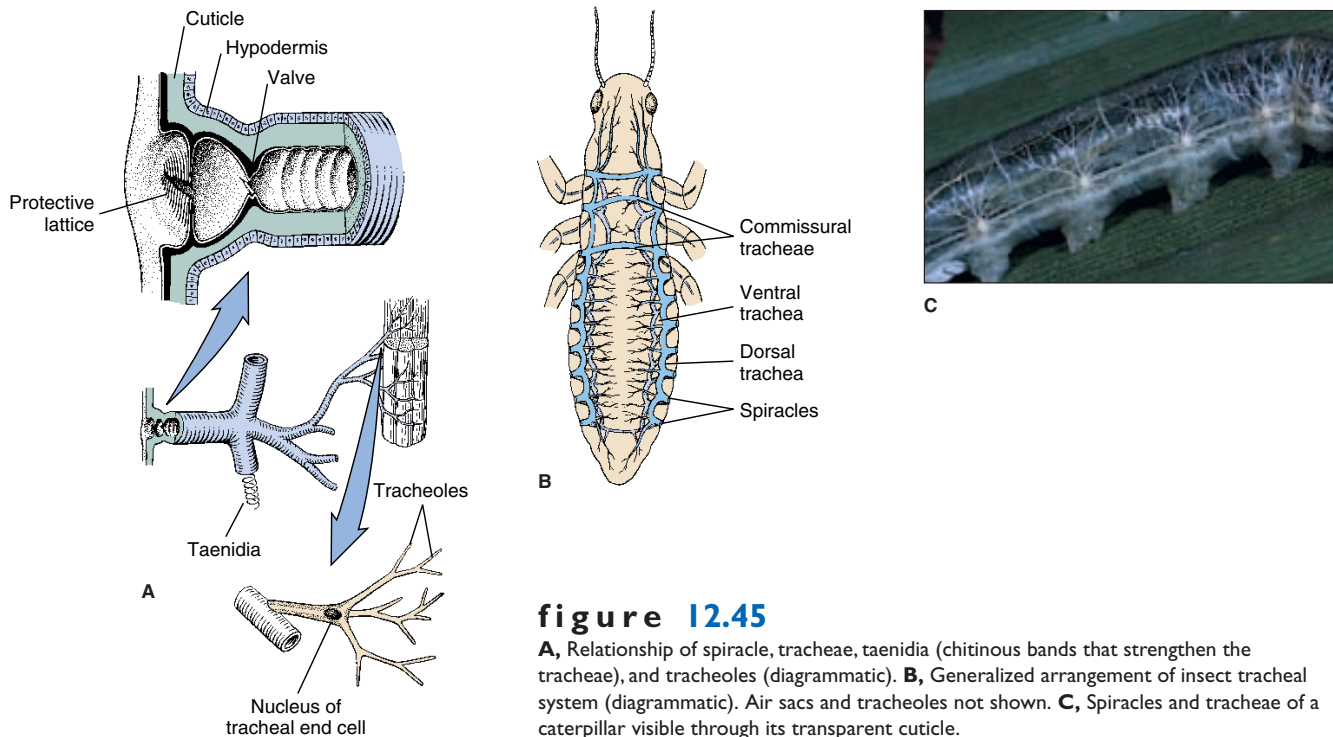 Cuticle
Hypodermis
Valve
Protective
lattice
Taenidia
Tracheoles
A
Nucleus of
tracheal end cell
Commissural
tracheae
Ventral
trachea
Dorsal
trachea
Spiracles
B
C
figure 12.45
A, Relationship of spiracle, tracheae, taenidia (chitinous bands that strengthen the
tracheae), and tracheoles (diagrammatic). B, Generalized arrangement of insect tracheal
system (diagrammatic). Air sacs and tracheoles not shown. C, Spiracles and tracheae of a
caterpillar visible through its transparent cuticle.